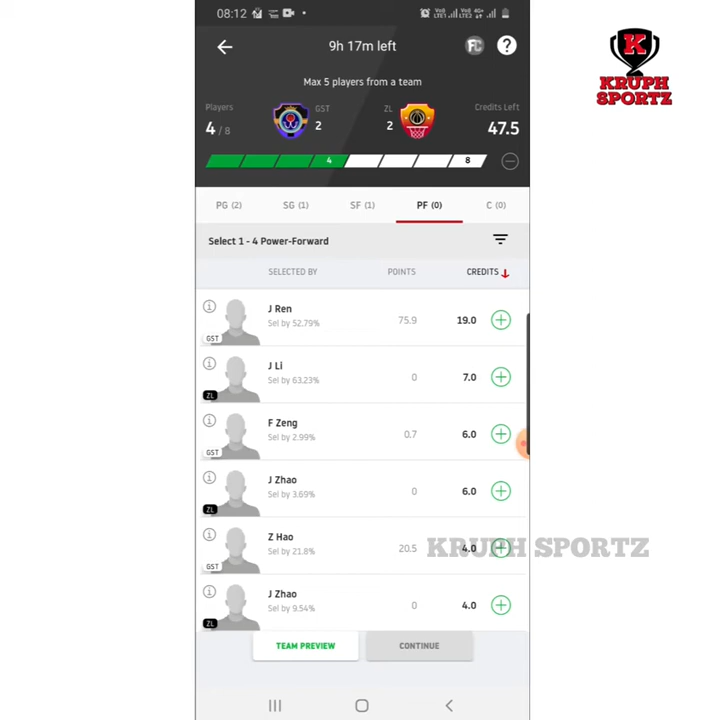 08:12
9h 17m left
FC
?
K
KRUPH
SPORTZ
Max 5 players from a team
Players
4 / 8
GST
2
ZL
2
Credits Left
47.5
4
8
PG (2)
SG (1)
SF (1)
PF (0)
C (0)
Select 1 - 4 Power-Forward
SELECTED BY
POINTS
CREDITS
J Ren
Sel by 52.79%
75.9
19.0
GST
J Li
Sel by 63.23%
0
7.0
ZL
F Zeng
Sel by 2.99%
0.7
6.0
GST
J Zhao
Sel by 3.69%
0
6.0
ZL
Z Hao
Sel by 21.8%
20.5
4.0
GST
KRUPH SPORTZ
J Zhao
Sel by 9.54%
0
4.0
ZL
TEAM PREVIEW
CONTINUE